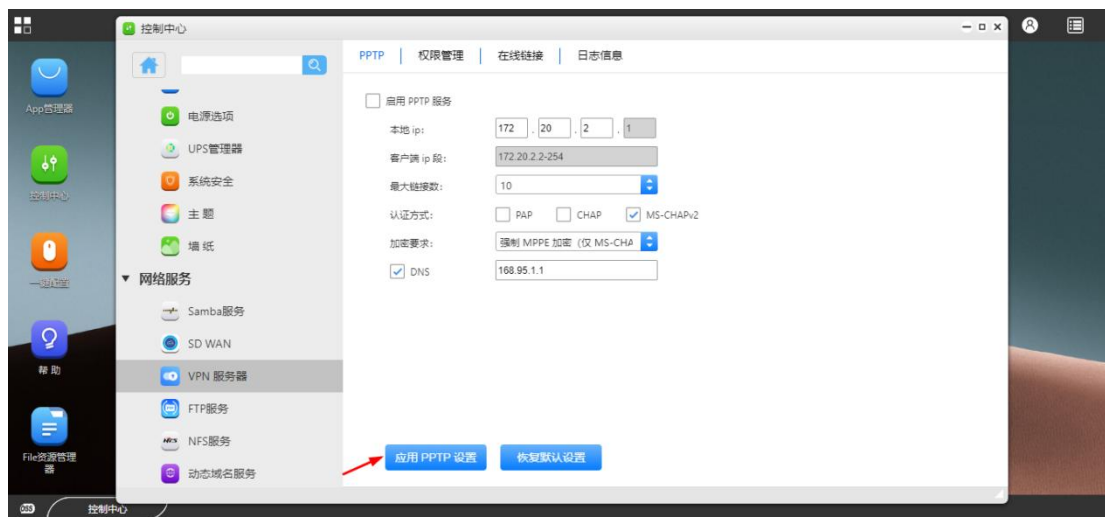 控制中心
App管理器
控制中心
一键配置
帮 助
File资源管理
器
电源选项
UPS管理器
系统安全
主 题
墙 纸
网络服务
Samba服务
SD WAN
VPN 服务器
FTP服务
NFS服务
动态域名服务
PPTP
权限管理
在线链接
日志信息
启用 PPTP 服务
本地 ip:
172 . 20 . 2 . 1
客户端 ip 段:
172.20.2.2-254
最大链接数:
10
认证方式:
PAP
CHAP
MS-CHAPv2
加密要求:
强制 MPPE 加密（仅 MS-CHA
DNS
168.95.1.1
应用 PPTP 设置
恢复默认设置
控制中心